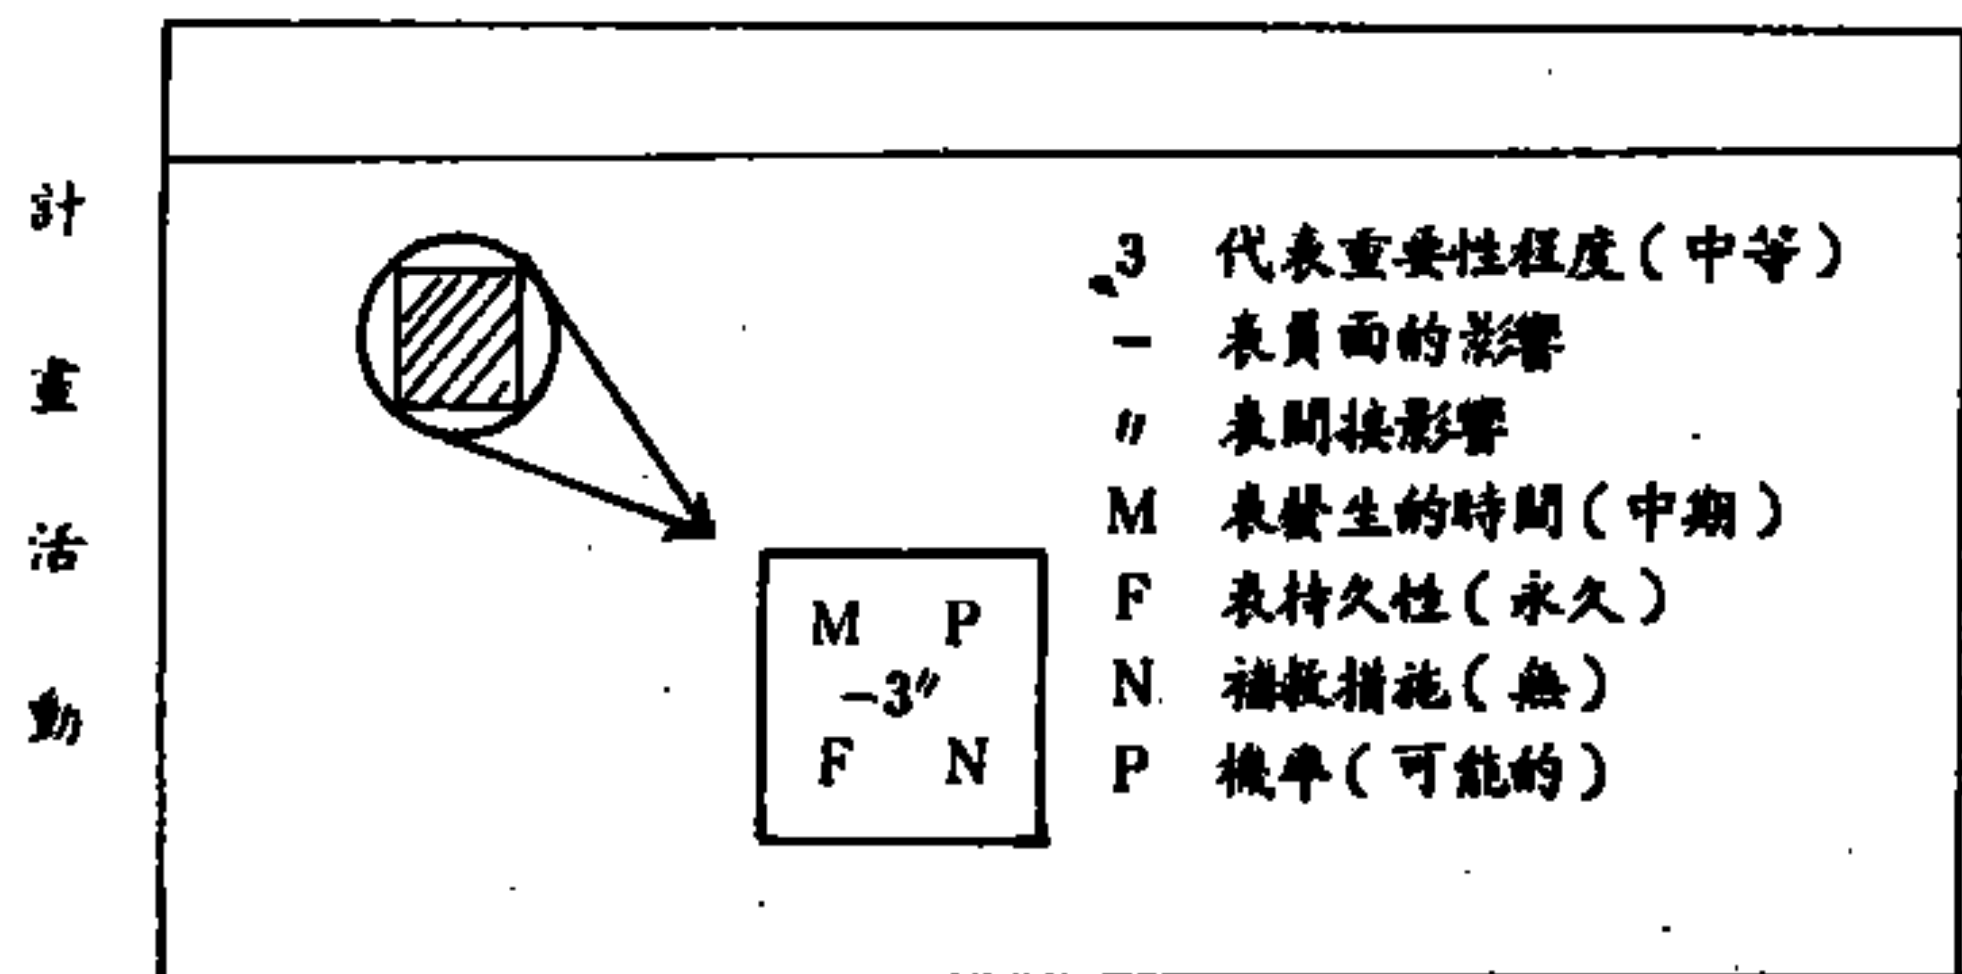 計畫活動
3 代表重要性程度(中等)
− 表負面的影響
〃 表間接影響
M 表發生的時間(中期)
F 表持久性(永久)
N 補救措施(無)
P 機率(可能的)
M P
−3〃
F N